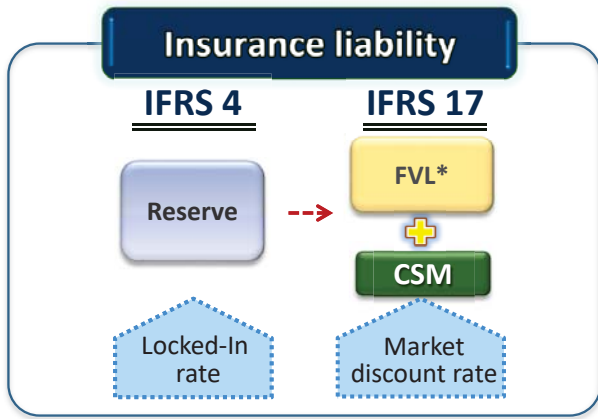 Insurance liability
IFRS 4
IFRS 17
Reserve
FVL*
CSM
Locked-In
rate
Market
discount rate